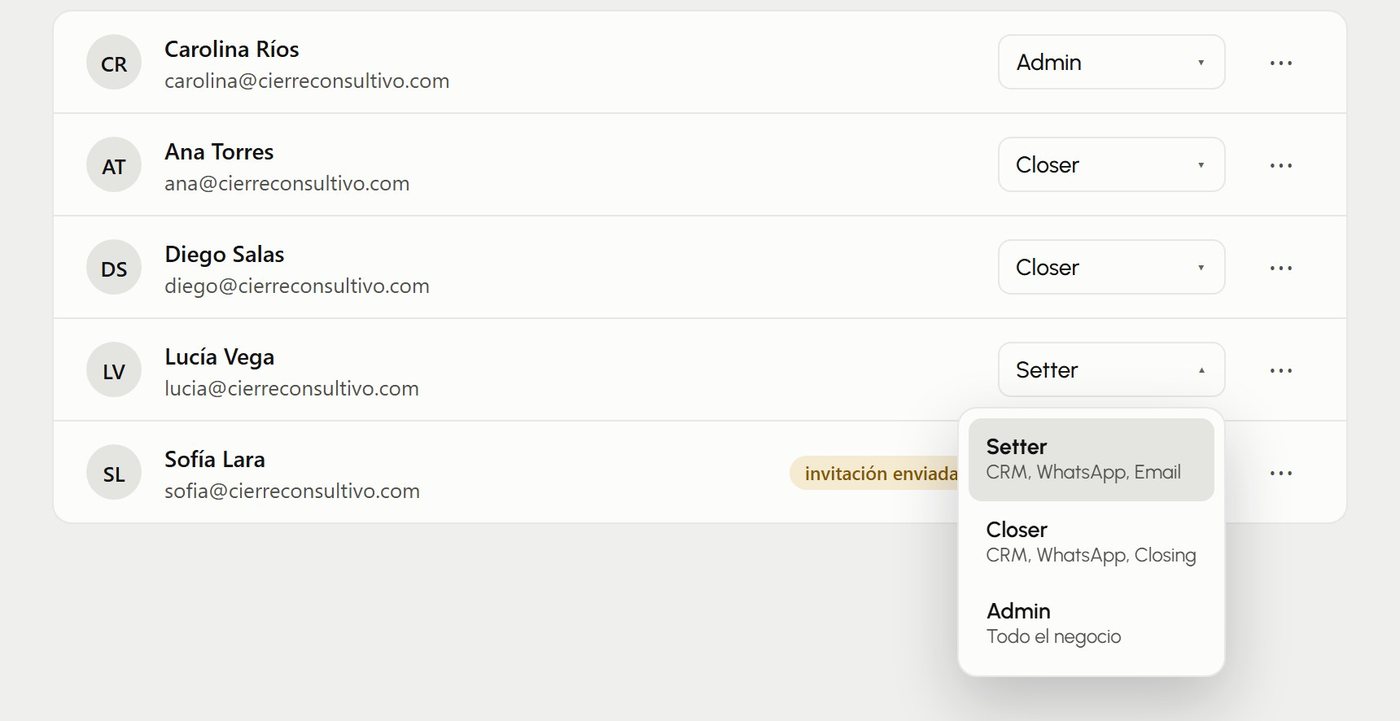 CR
Carolina Ríos
carolina@cierreconsultivo.com
Admin
AT
Ana Torres
ana@cierreconsultivo.com
Closer
DS
Diego Salas
diego@cierreconsultivo.com
Closer
LV
Lucía Vega
lucia@cierreconsultivo.com
Setter
SL
Sofía Lara
sofia@cierreconsultivo.com
invitación enviada
Setter
CRM, WhatsApp, Email
Closer
CRM, WhatsApp, Closing
Admin
Todo el negocio